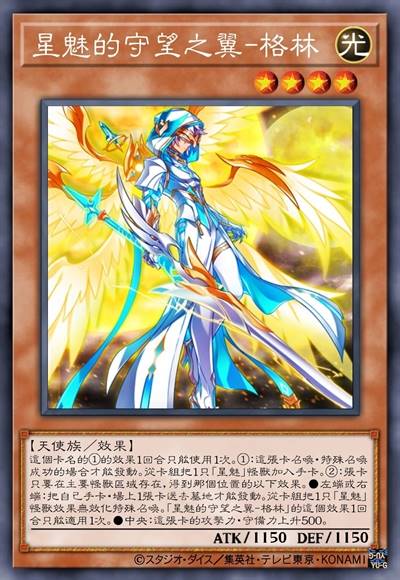 星魅的守望之翼-格林 光
【天使族／效果】
這個卡名的①的效果1回合只能使用1次。①：這張卡召喚・特殊召喚
成功的場合才能發動。從卡組把1只「星魅」怪獸加入手卡。②：張卡
只要在主要怪獸區域存在，得到那個位置的以下效果。●左端或右
端：把自己手卡・場上1張卡送去墓地才能發動。從卡組把1只「星魅」
怪獸效果無效化特殊召喚。「星魅的守望之翼-格林」的這個效果1回
合只能適用1次。●中央：這張卡的攻擊力・守備力上升500。
ATK/1150 DEF/1150
©スタジオ・ダイス／集英社・テレビ東京・KONAMI